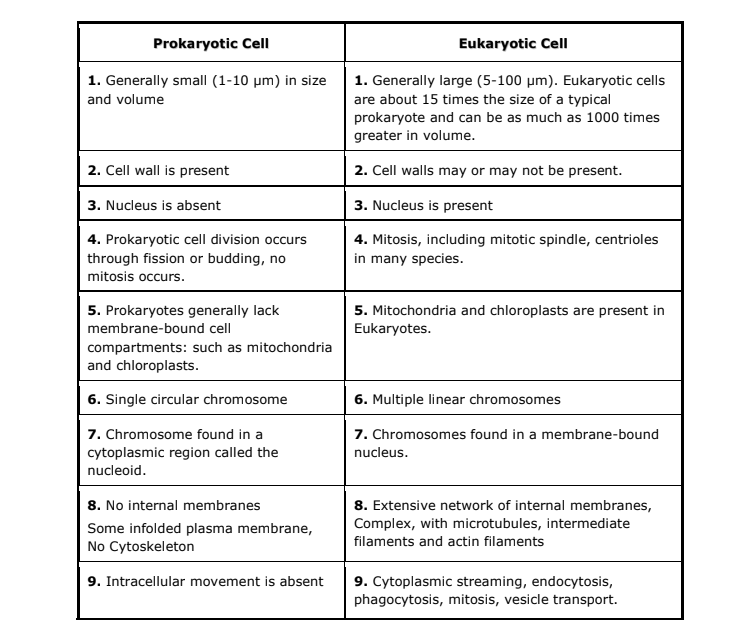 Prokaryotic Cell
Eukaryotic Cell
1. Generally small (1-10 µm) in size
and volume
1. Generally large (5-100 µm). Eukaryotic cells
are about 15 times the size of a typical
prokaryote and can be as much as 1000 times
greater in volume.
2. Cell wall is present
2. Cell walls may or may not be present.
3. Nucleus is absent
3. Nucleus is present
4. Prokaryotic cell division occurs
through fission or budding, no
mitosis occurs.
4. Mitosis, including mitotic spindle, centrioles
in many species.
5. Prokaryotes generally lack
membrane-bound cell
compartments: such as mitochondria
and chloroplasts.
5. Mitochondria and chloroplasts are present in
Eukaryotes.
6. Single circular chromosome
6. Multiple linear chromosomes
7. Chromosome found in a
cytoplasmic region called the
nucleoid.
7. Chromosomes found in a membrane-bound
nucleus.
8. No internal membranes
Some infolded plasma membrane,
No Cytoskeleton
8. Extensive network of internal membranes,
Complex, with microtubules, intermediate
filaments and actin filaments
9. Intracellular movement is absent
9. Cytoplasmic streaming, endocytosis,
phagocytosis, mitosis, vesicle transport.